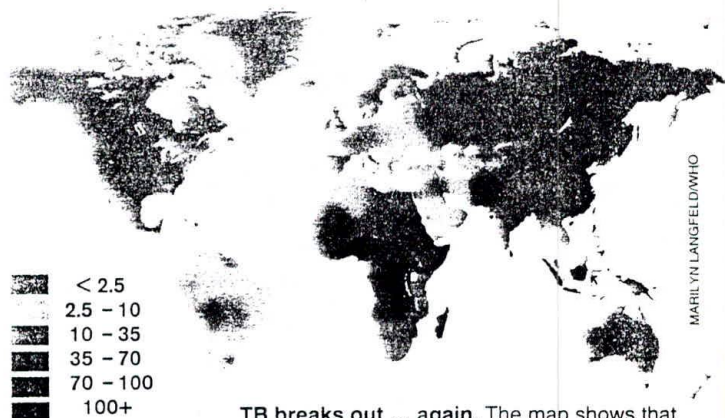 MARILYN LANGFELD/WHO
< 2.5
2.5 – 10
10 – 35
35 – 70
70 – 100
100+
TB breaks out ... again. The map shows that